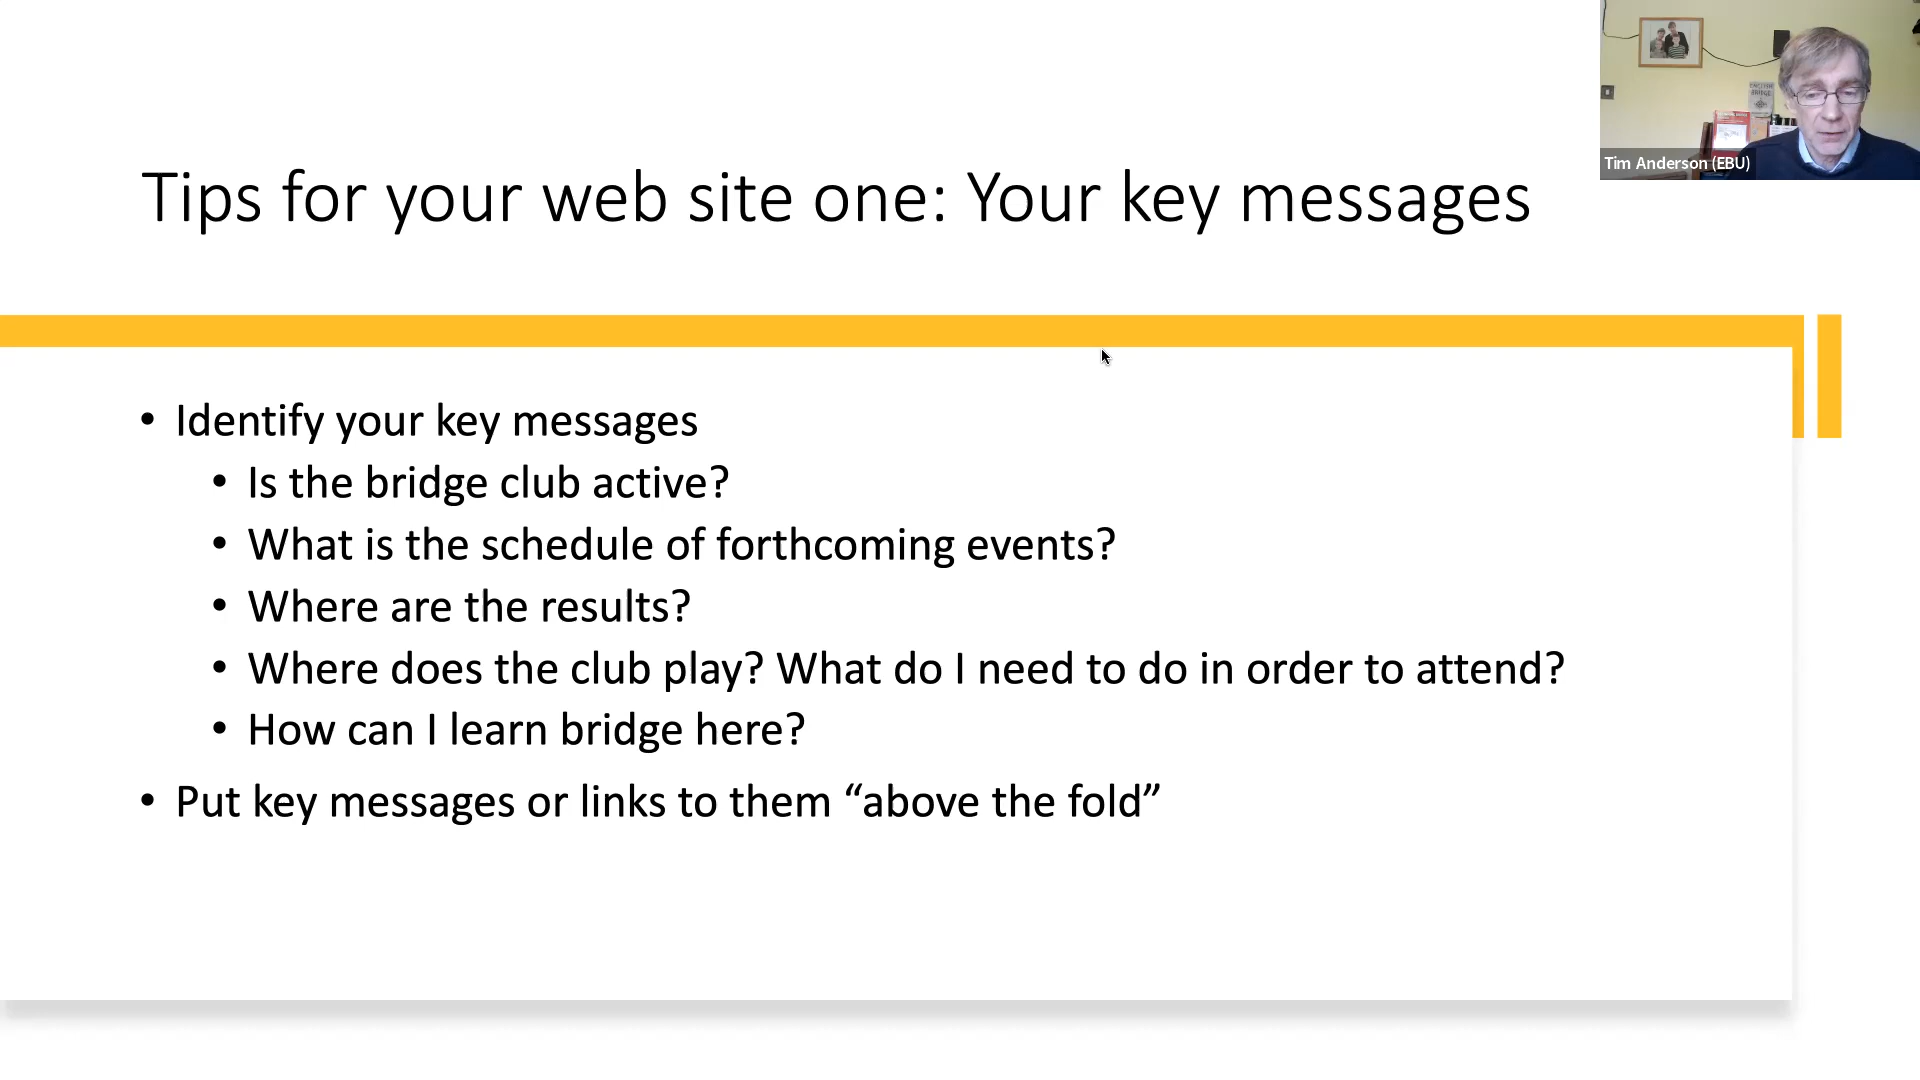 Tim Anderson (EBU)
Tips for your web site one: Your key messages
• Identify your key messages
• Is the bridge club active?
• What is the schedule of forthcoming events?
• Where are the results?
• Where does the club play? What do I need to do in order to attend?
• How can I learn bridge here?
• Put key messages or links to them “above the fold”